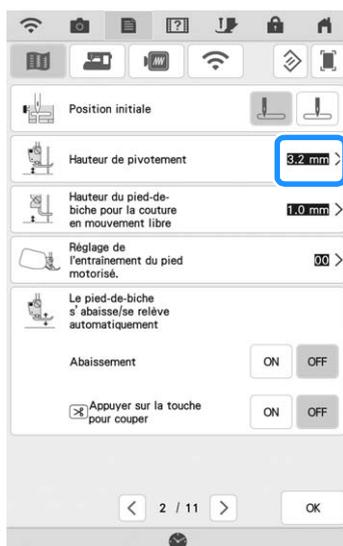 Position initiale
Hauteur de pivotement
3.2 mm >
Hauteur du pied-de-
biche pour la couture
en mouvement libre
1.0 mm >
Réglage de
l'entraînement du pied
motorisé.
00 >
Le pied-de-biche
s'abaisse/se relève
automatiquement
Abaissement
ON OFF
Appuyer sur la touche
pour couper
ON OFF
< 2 / 11 > OK